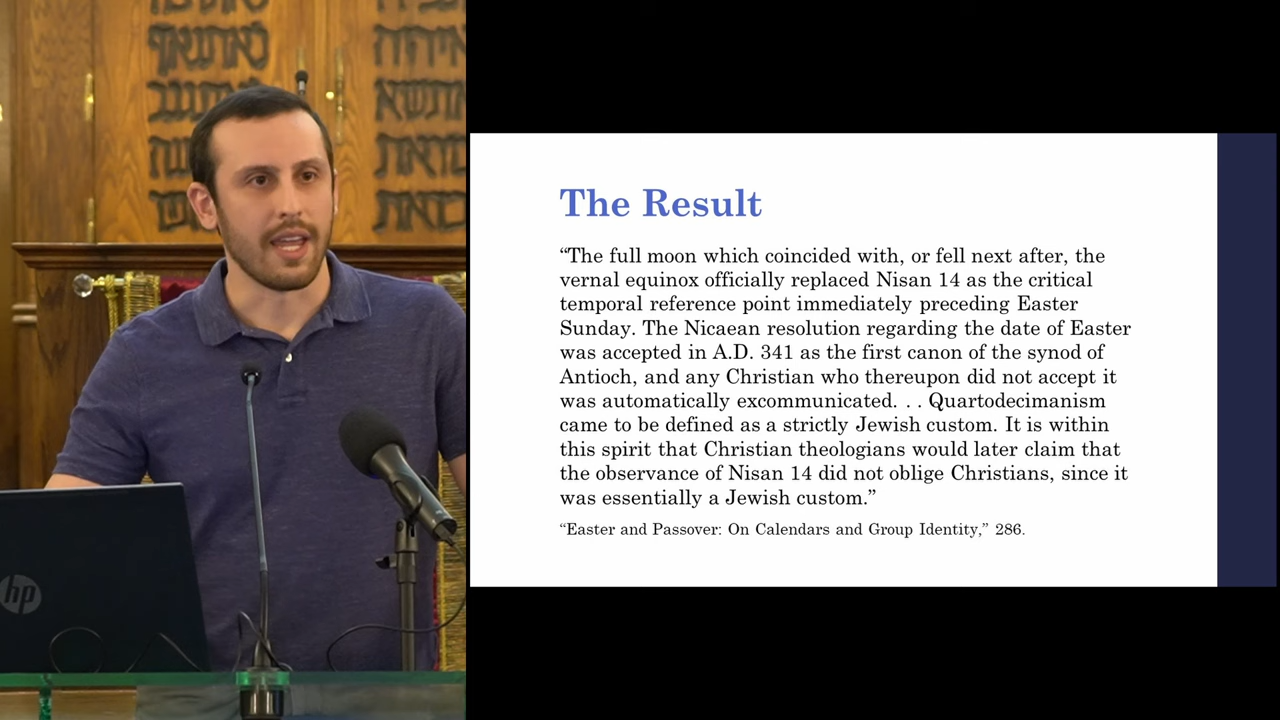 The Result
“The full moon which coincided with, or fell next after, the
vernal equinox officially replaced Nisan 14 as the critical
temporal reference point immediately preceding Easter
Sunday. The Nicaean resolution regarding the date of Easter
was accepted in A.D. 341 as the first canon of the synod of
Antioch, and any Christian who thereupon did not accept it
was automatically excommunicated. . . Quartodecimanism
came to be defined as a strictly Jewish custom. It is within
this spirit that Christian theologians would later claim that
the observance of Nisan 14 did not oblige Christians, since it
was essentially a Jewish custom.”
“Easter and Passover: On Calendars and Group Identity,” 286.
hp